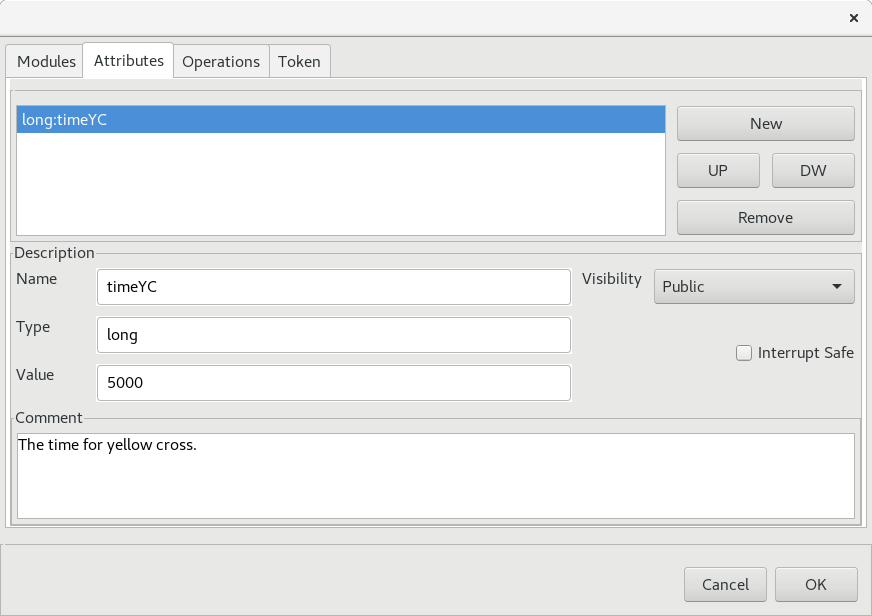 Modules Attributes Operations Token
long:timeYC
New
UP DW
Remove
Description
Name timeYC Visibility Public
Type long
Interrupt Safe
Value 5000
Comment
The time for yellow cross.
Cancel OK